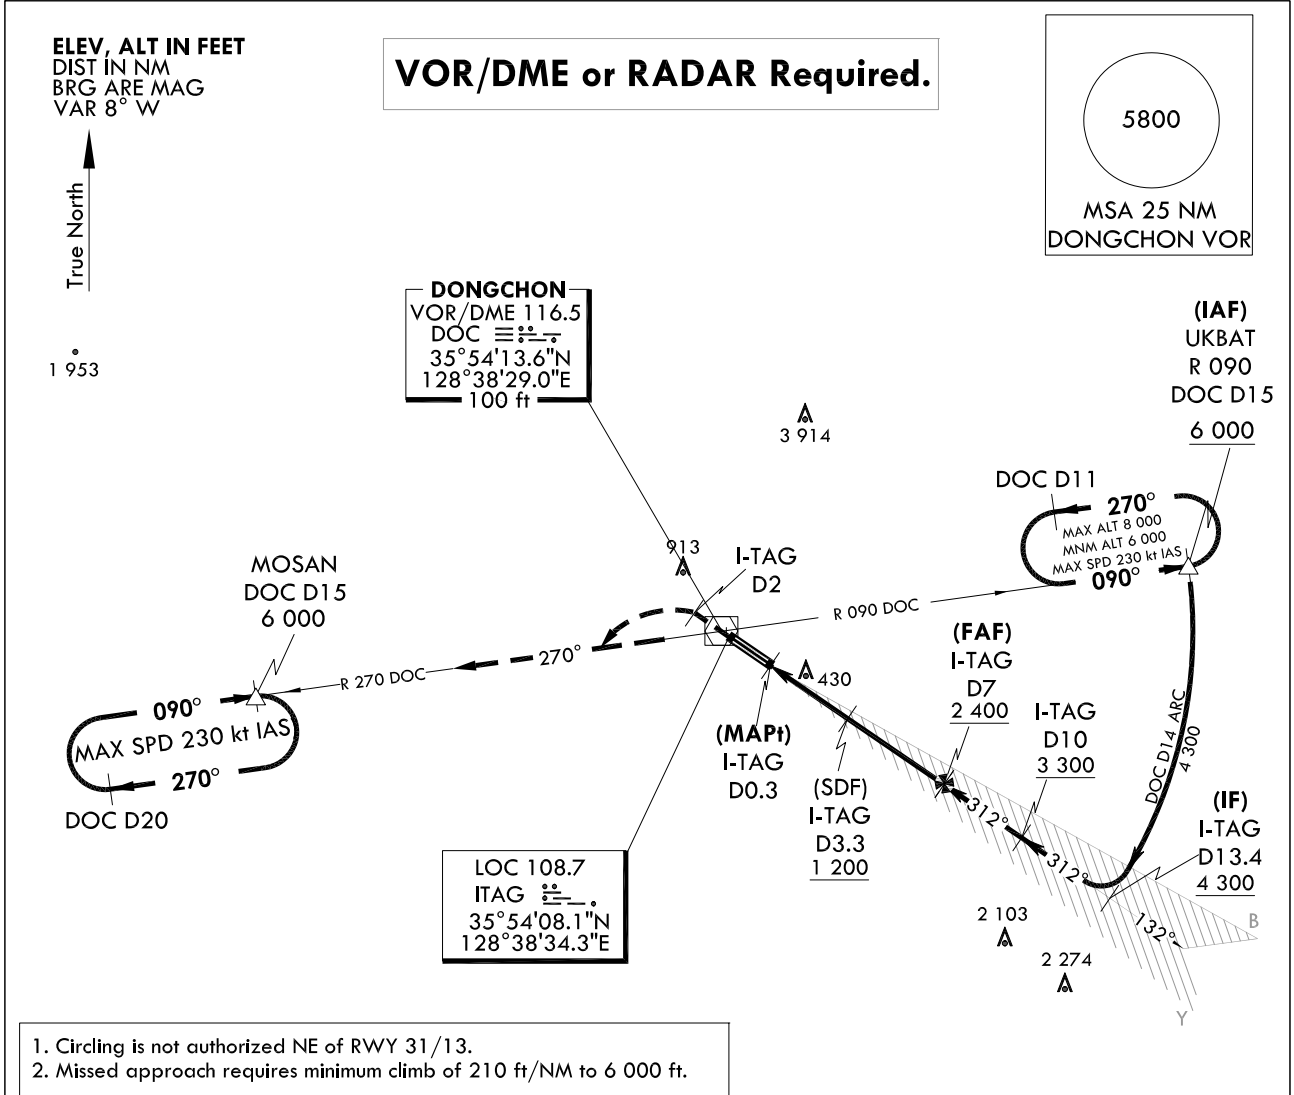 ELEV, ALT IN FEET
DIST IN NM
BRG ARE MAG
VAR 8° W
True North
VOR/DME or RADAR Required.
5800
MSA 25 NM
DONGCHON VOR
1 953
DONGCHON
VOR/DME 116.5
DOC
35°54'13.6"N
128°38'29.0"E
100 ft
3 914
(IAF)
UKBAT
R 090
DOC D15
6 000
DOC D11
270°
MAX ALT 8 000
MNM ALT 6 000
MAX SPD 230 kt IAS
090°
913
I-TAG
D2
MOSAN
DOC D15
6 000
R 090 DOC
270°
R 270 DOC
090°
MAX SPD 230 kt IAS
270°
DOC D20
430
(FAF)
I-TAG
D7
2 400
I-TAG
D10
3 300
DOC D14 ARC
4 300
(MAPt)
I-TAG
D0.3
(SDF)
I-TAG
D3.3
1 200
312°
312°
(IF)
I-TAG
D13.4
4 300
132°
B
Y
2 103
2 274
LOC 108.7
ITAG
35°54'08.1"N
128°38'34.3"E
1. Circling is not authorized NE of RWY 31/13.
2. Missed approach requires minimum climb of 210 ft/NM to 6 000 ft.